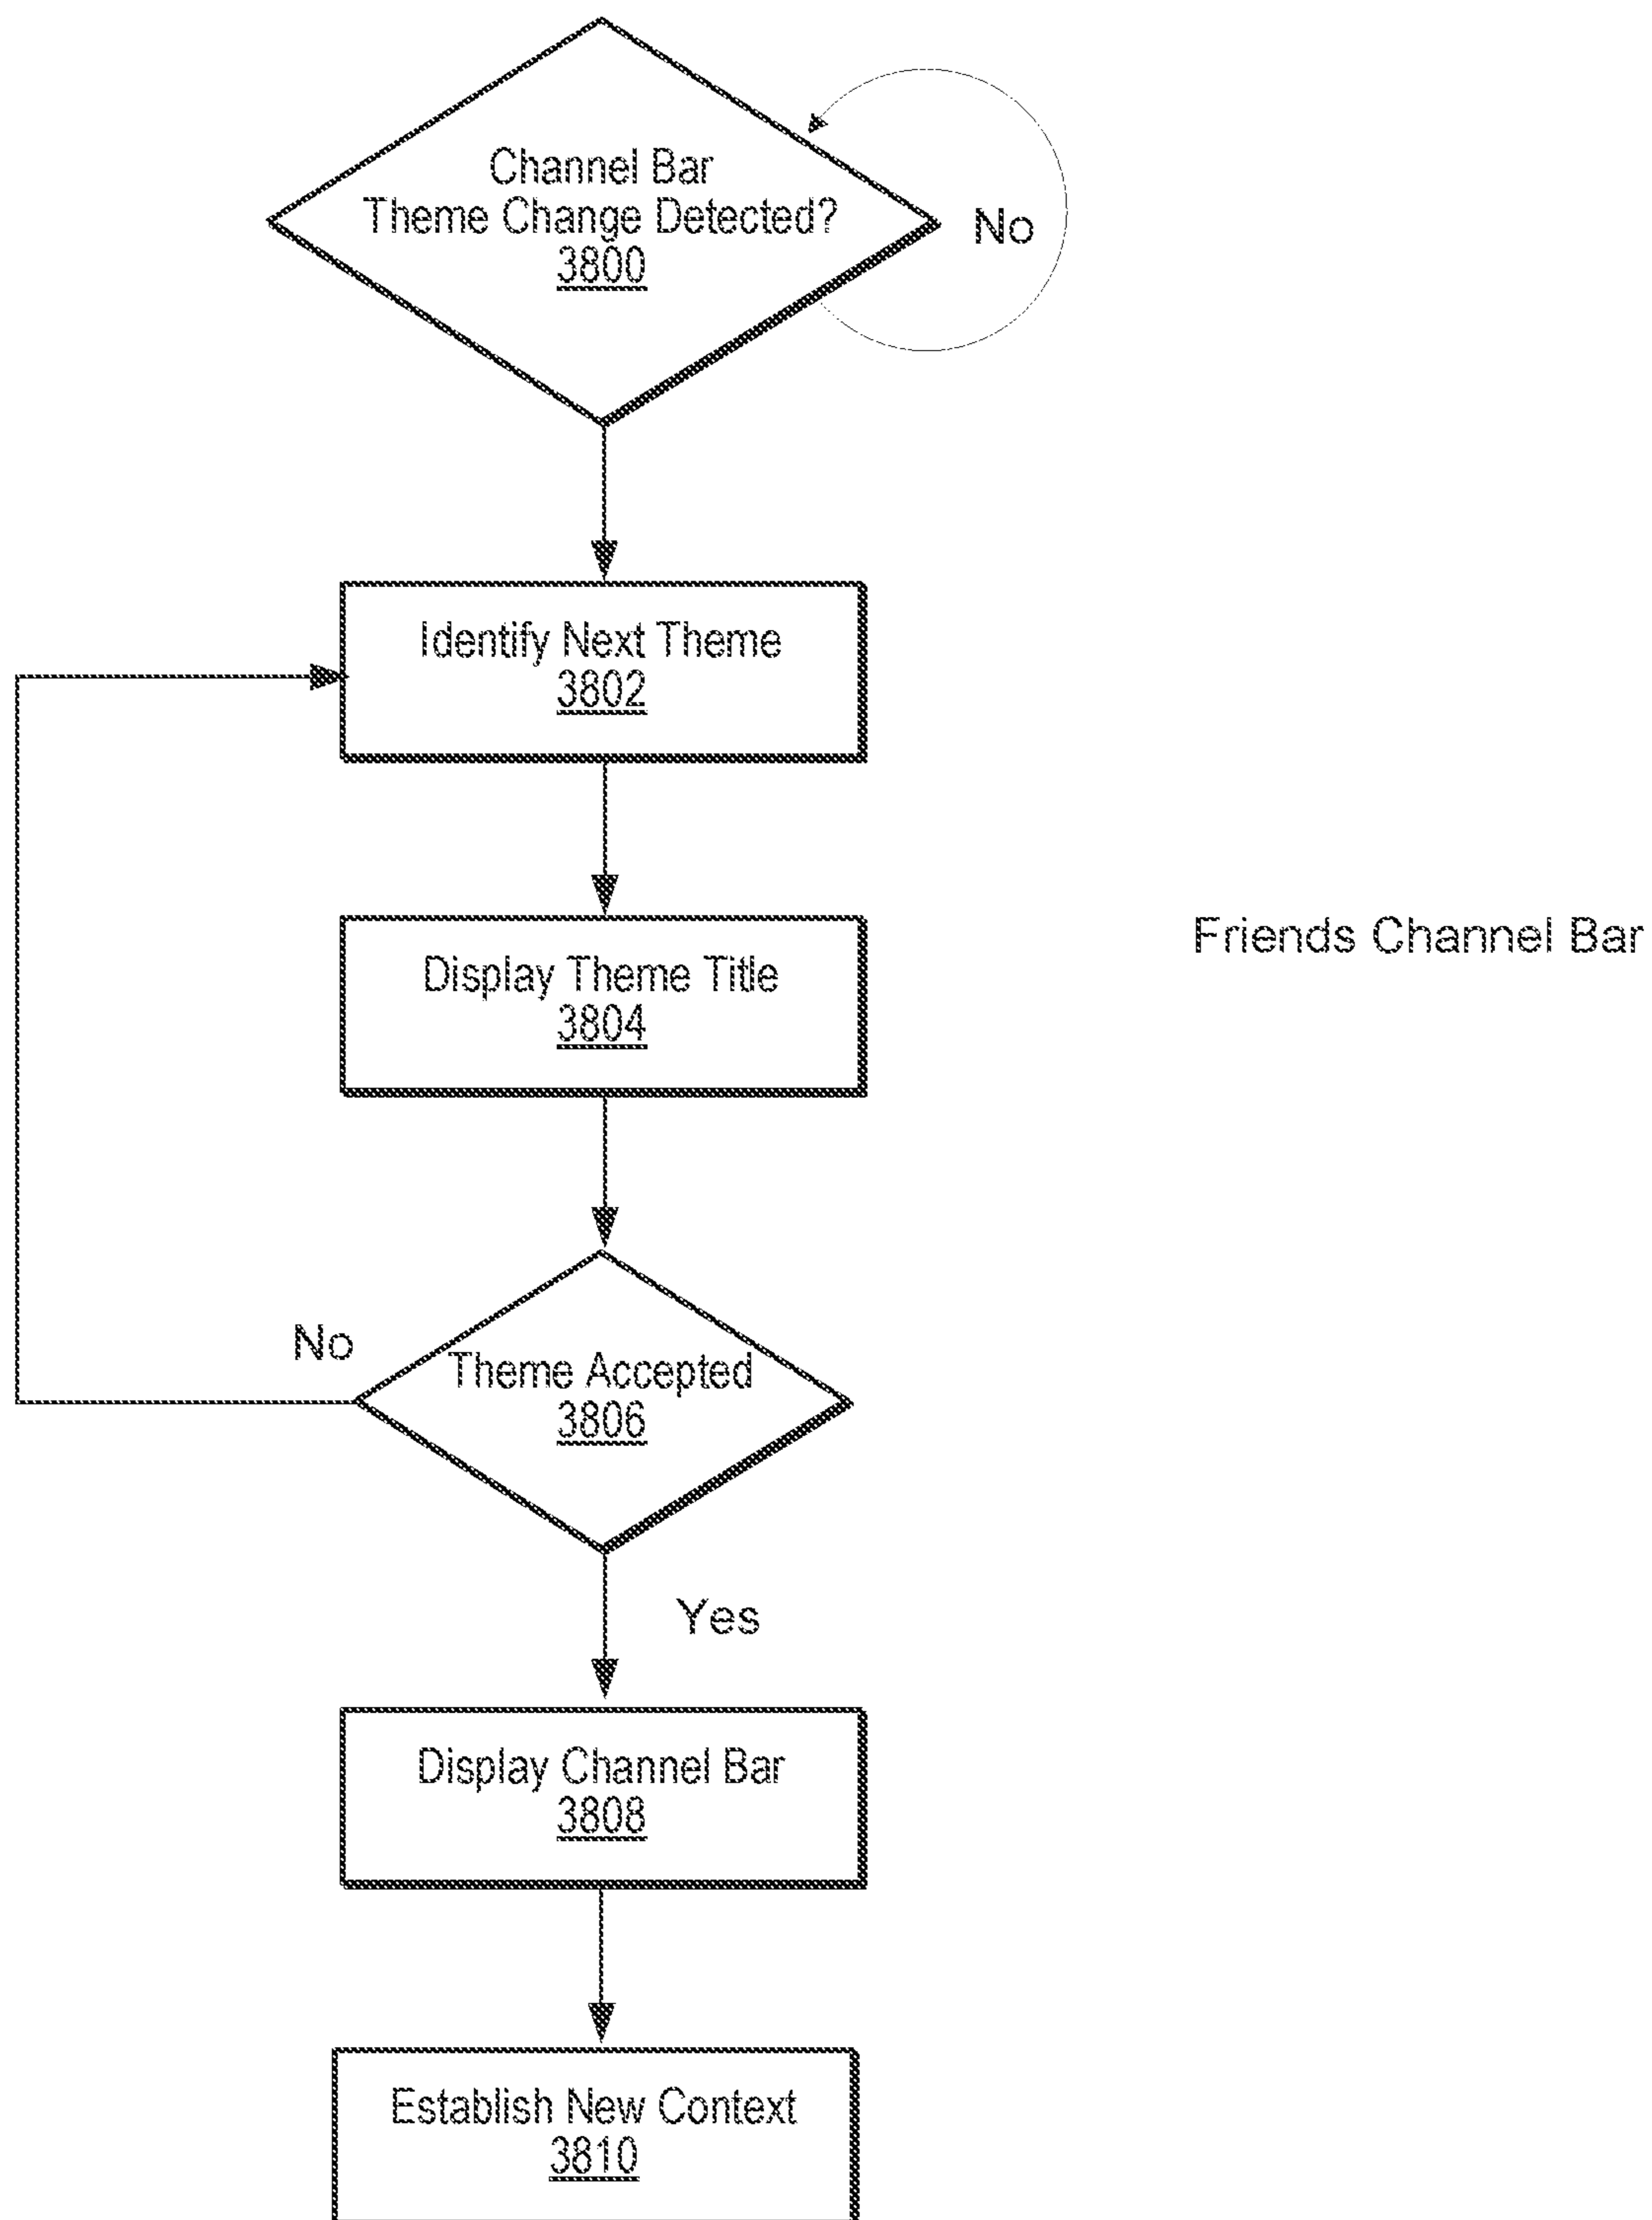 Channel Bar
Theme Change Detected?
3800
No
Identify Next Theme
3802
Display Theme Title
3804
Friends Channel Bar
No
Theme Accepted
3806
Yes
Display Channel Bar
3808
Establish New Context
3810